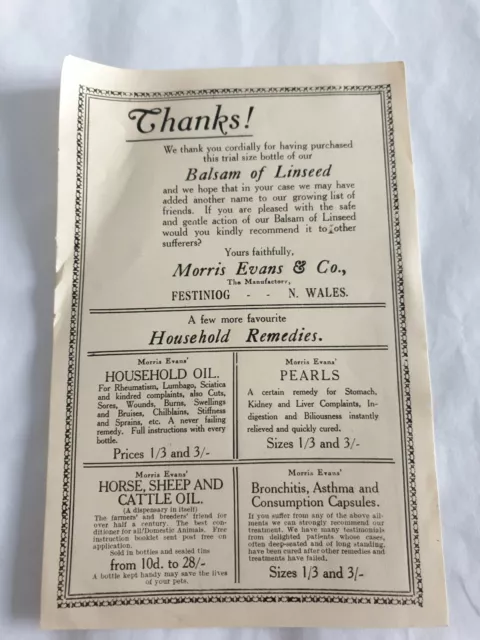 Thanks!
We thank you cordially for having purchased
this trial size bottle of our
Balsam of Linseed
and we hope that in your case we may have
added another name to our growing list of
friends. If you are pleased with the safe
and gentle action of our Balsam of Linseed
would you kindly recommend it to other
sufferers?
Yours faithfully,
Morris Evans & Co.,
The Manufactory,
FESTINIOG - - N. WALES.
A few more favourite
Household Remedies.
Morris Evans'
HOUSEHOLD OIL.
For Rheumatism, Lumbago, Sciatica
and kindred complaints, also Cuts,
Sores, Wounds, Burns, Swellings
and Bruises, Chilblains, Stiffness
and Sprains, etc. A never failing
remedy. Full instructions with every
bottle.
Prices 1/3 and 3/-
Morris Evans'
PEARLS
A certain remedy for Stomach,
Kidney and Liver Complaints, In-
digestion and Biliousness instantly
relieved and quickly cured.
Sizes 1/3 and 3/-
Morris Evans'
HORSE, SHEEP AND
CATTLE OIL.
(A dispensary in itself)
The farmers' and breeders' friend for
over half a century. The best con-
ditioner for all Domestic Animals. Free
instruction booklet sent post free on
application.
Sold in bottles and sealed tins
from 10d. to 28/-
A bottle kept handy may save the lives
of your pets.
Morris Evans'
Bronchitis, Asthma and
Consumption Capsules.
If you suffer from any of the above ail-
ments we can strongly recommend our
treatment. We have many testimonials
from delighted patients whose cases,
often deep-seated and of long standing,
have been cured after other remedies and
treatments have failed.
Sizes 1/3 and 3/-